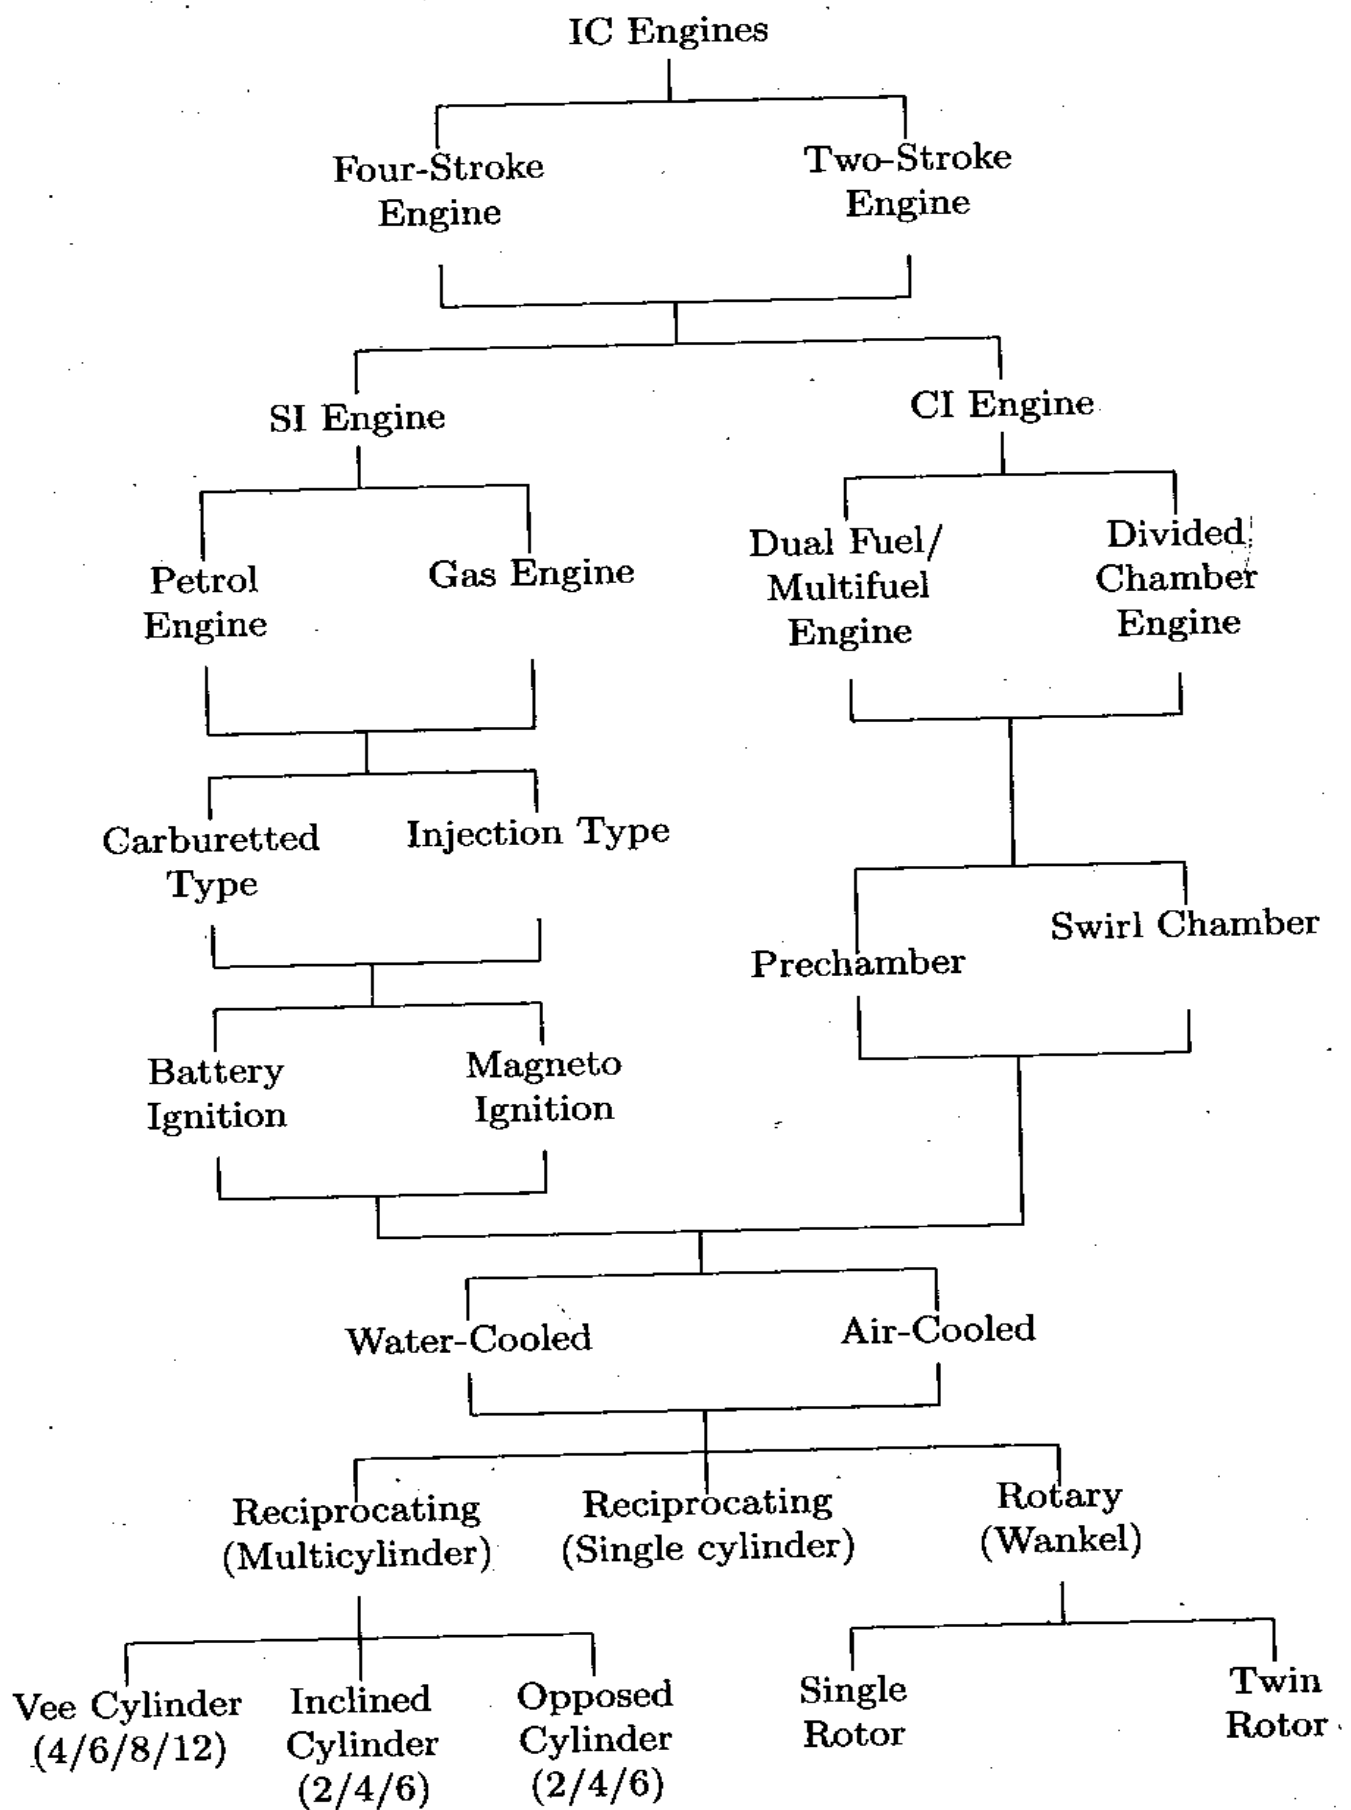 IC Engines
Four-Stroke
Engine
Two-Stroke
Engine
SI Engine
CI Engine
Petrol
Engine
Gas Engine
Dual Fuel/
Multifuel
Engine
Divided
Chamber
Engine
Carburetted
Type
Injection Type
Prechamber
Swirl Chamber
Battery
Ignition
Magneto
Ignition
Water-Cooled
Air-Cooled
Reciprocating
(Multicylinder)
Reciprocating
(Single cylinder)
Rotary
(Wankel)
Vee Cylinder
(4/6/8/12)
Inclined
Cylinder
(2/4/6)
Opposed
Cylinder
(2/4/6)
Single
Rotor
Twin
Rotor